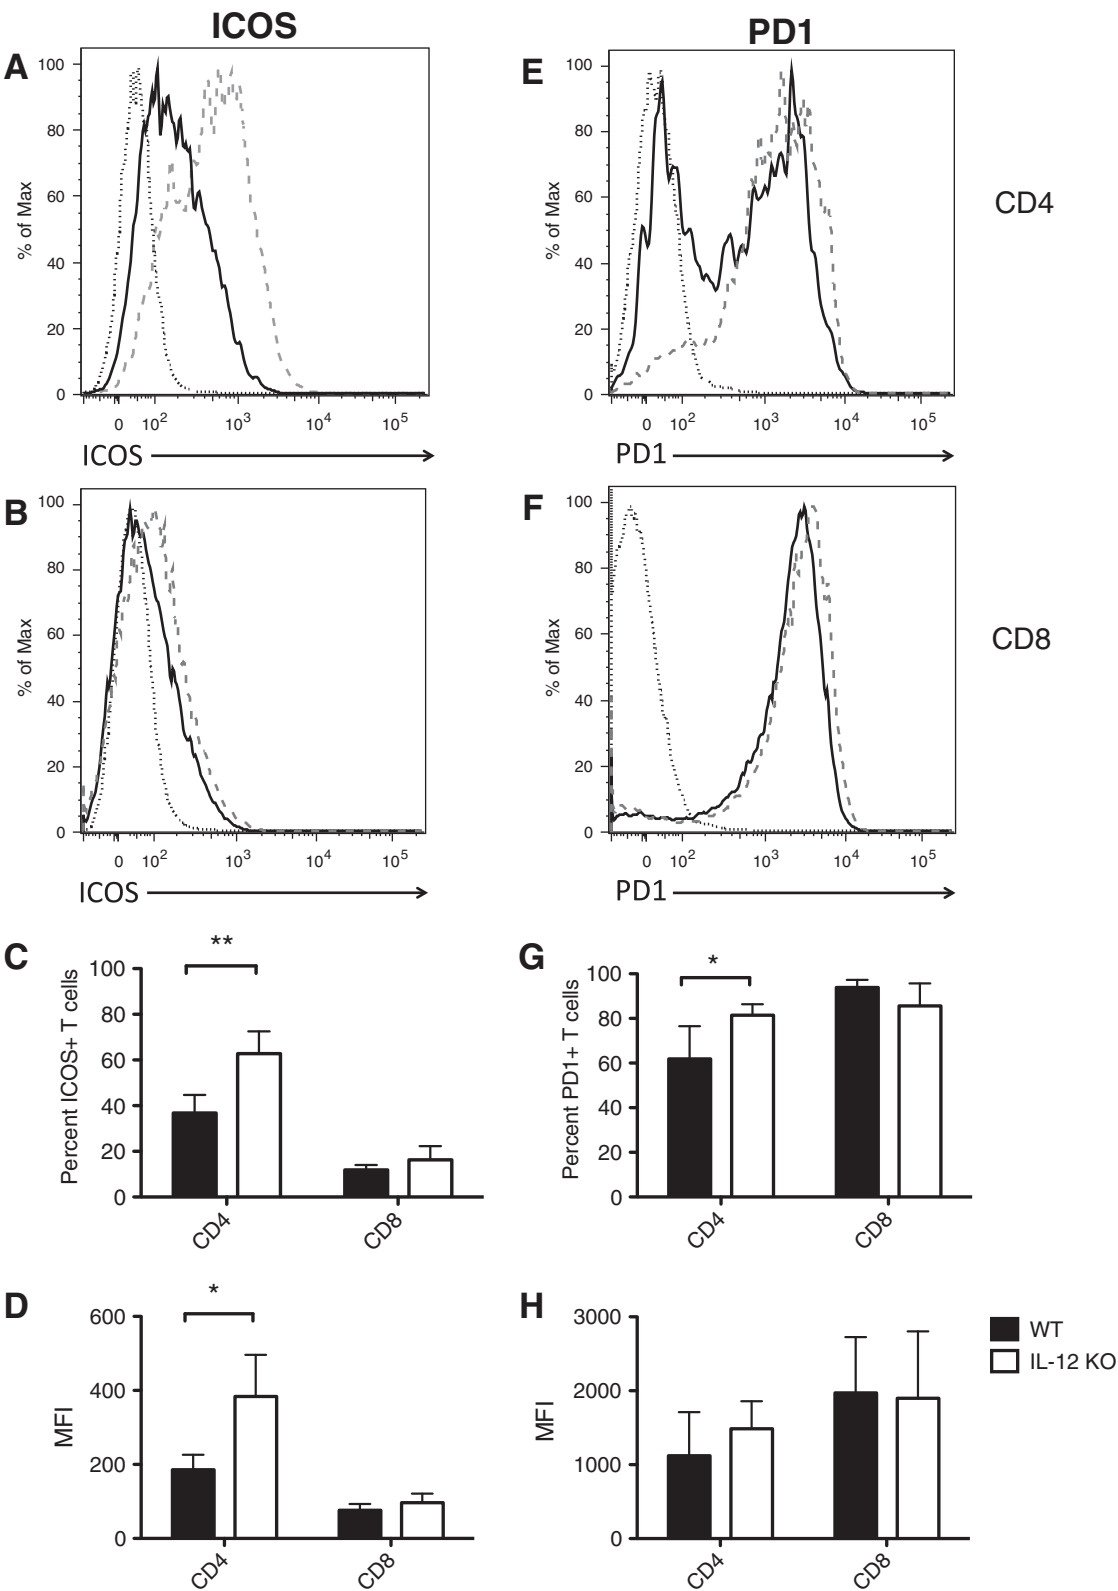 ICOS
PD1
A
100
80
60
40
20
0
% of Max
0 10² 10³ 10⁴ 10⁵
ICOS
E
100
80
60
40
20
0
% of Max
0 10² 10³ 10⁴ 10⁵
PD1
CD4
B
100
80
60
40
20
0
% of Max
0 10² 10³ 10⁴ 10⁵
ICOS
F
100
80
60
40
20
0
% of Max
0 10² 10³ 10⁴ 10⁵
PD1
CD8
C
**
100
80
60
40
20
0
Percent ICOS+ T cells
CD4
CD8
G
*
100
80
60
40
20
0
Percent PD1+ T cells
CD4
CD8
D
*
600
400
200
0
MFI
CD4
CD8
H
3000
2000
1000
0
MFI
CD4
CD8
WT
IL-12 KO